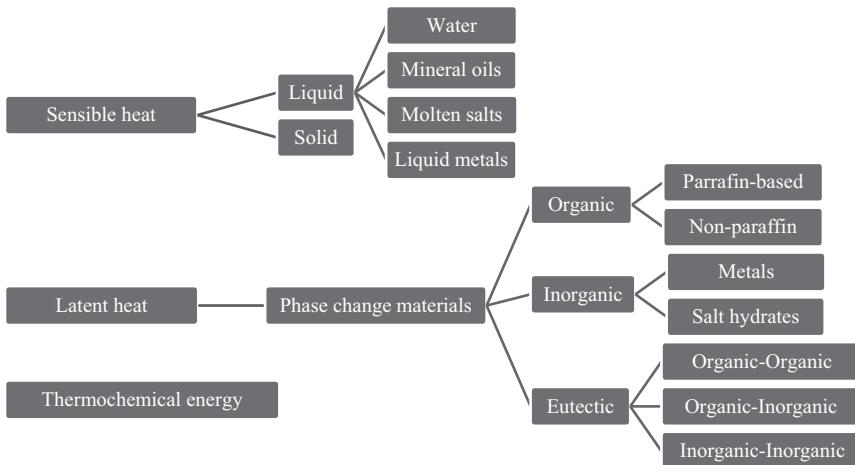 Sensible heat
Liquid
Solid
Water
Mineral oils
Molten salts
Liquid metals
Latent heat
Phase change materials
Organic
Inorganic
Eutectic
Parrafin-based
Non-paraffin
Metals
Salt hydrates
Organic-Organic
Organic-Inorganic
Inorganic-Inorganic
Thermochemical energy